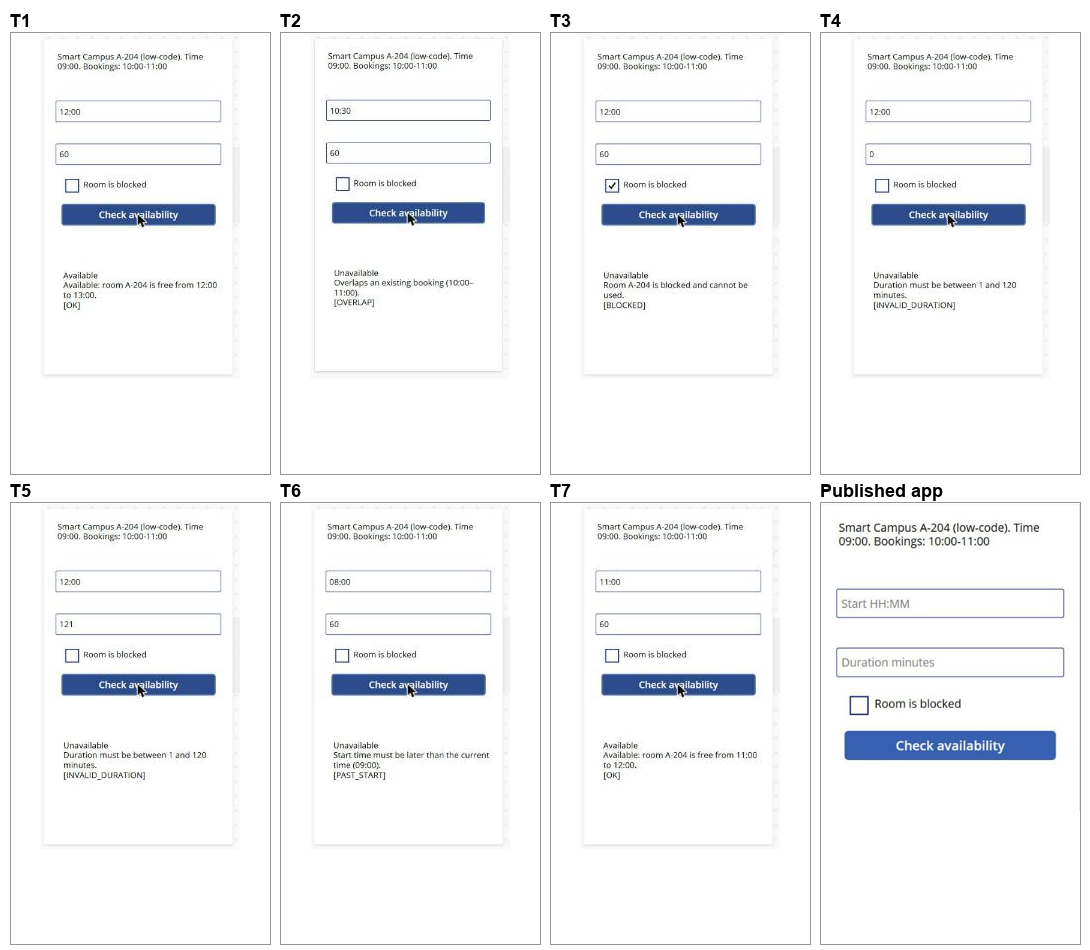 T1
Smart Campus A-204 (low-code). Time
09:00. Bookings: 10:00-11:00
12:00
60
Room is blocked
Check availability
Available
Available: room A-204 is free from 12:00
to 13:00.
[OK]
T2
Smart Campus A-204 (low-code). Time
09:00. Bookings: 10:00-11:00
10:30
60
Room is blocked
Check availability
Unavailable
Overlaps an existing booking (10:00–
11:00).
[OVERLAP]
T3
Smart Campus A-204 (low-code). Time
09:00. Bookings: 10:00-11:00
12:00
60
Room is blocked
Check availability
Unavailable
Room A-204 is blocked and cannot be
used.
[BLOCKED]
T4
Smart Campus A-204 (low-code). Time
09:00. Bookings: 10:00-11:00
12:00
0
Room is blocked
Check availability
Unavailable
Duration must be between 1 and 120
minutes.
[INVALID_DURATION]
T5
Smart Campus A-204 (low-code). Time
09:00. Bookings: 10:00-11:00
12:00
121
Room is blocked
Check availability
Unavailable
Duration must be between 1 and 120
minutes.
[INVALID_DURATION]
T6
Smart Campus A-204 (low-code). Time
09:00. Bookings: 10:00-11:00
08:00
60
Room is blocked
Check availability
Unavailable
Start time must be later than the current
time (09:00).
[PAST_START]
T7
Smart Campus A-204 (low-code). Time
09:00. Bookings: 10:00-11:00
11:00
60
Room is blocked
Check availability
Available
Available: room A-204 is free from 11:00
to 12:00.
[OK]
Published app
Smart Campus A-204 (low-code). Time
09:00. Bookings: 10:00-11:00
Start HH:MM
Duration minutes
Room is blocked
Check availability